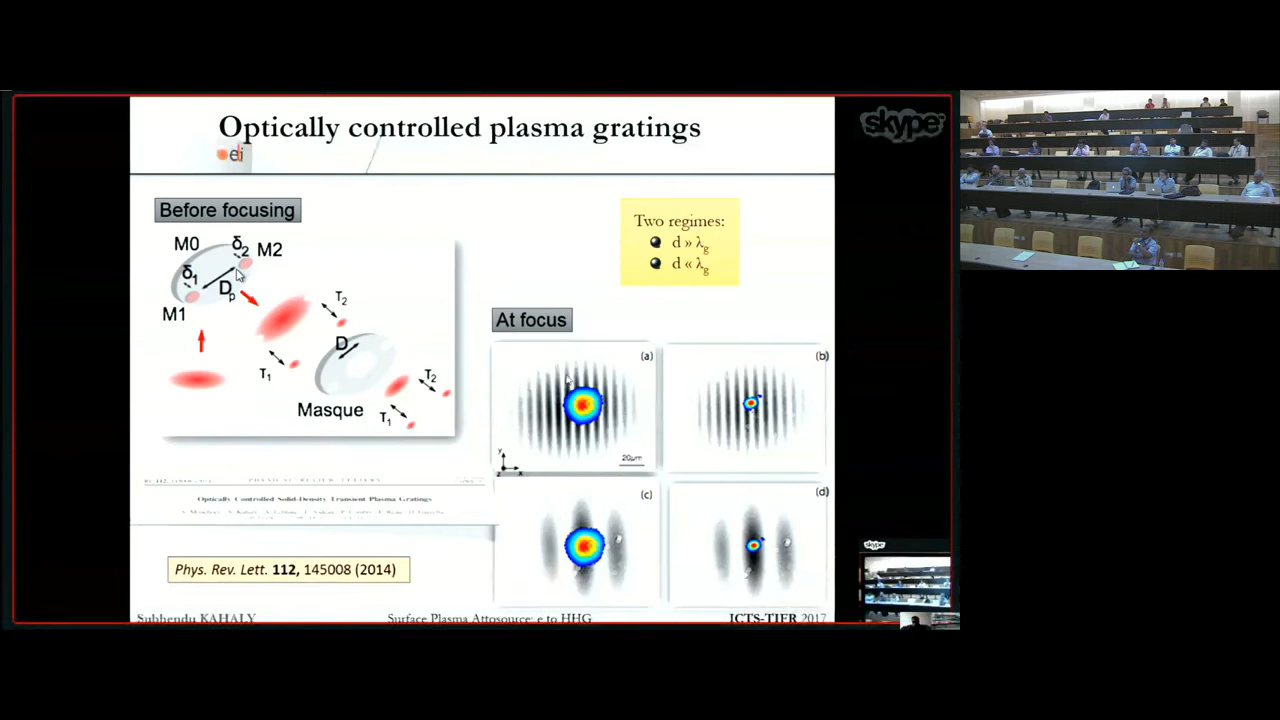 Optically controlled plasma gratings
eli
skype
Before focusing
M0
δ2
M2
δ1
Dp
M1
T2
D
T1
T2
Masque
T1
Two regimes:
d » λg
d « λg
At focus
(a)
(b)
y
z
x
20µm
(c)
(d)
PHYSICAL REVIEW LETTERS
Optically Controlled Solid-Density Transient Plasma Gratings
Phys. Rev. Lett. 112, 145008 (2014)
Subhendu KAHALY
Surface Plasma Attosource: e to HHG
ICTS-TIFR 2017
skype